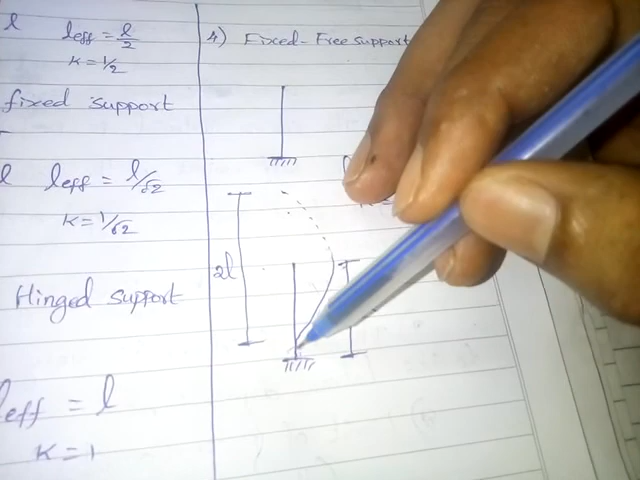 l leff = l/2
K = 1/2
fixed support
l leff = l/√2
K = 1/√2
Hinged support
leff = l
K = 1
4) Fixed-Free support
2l